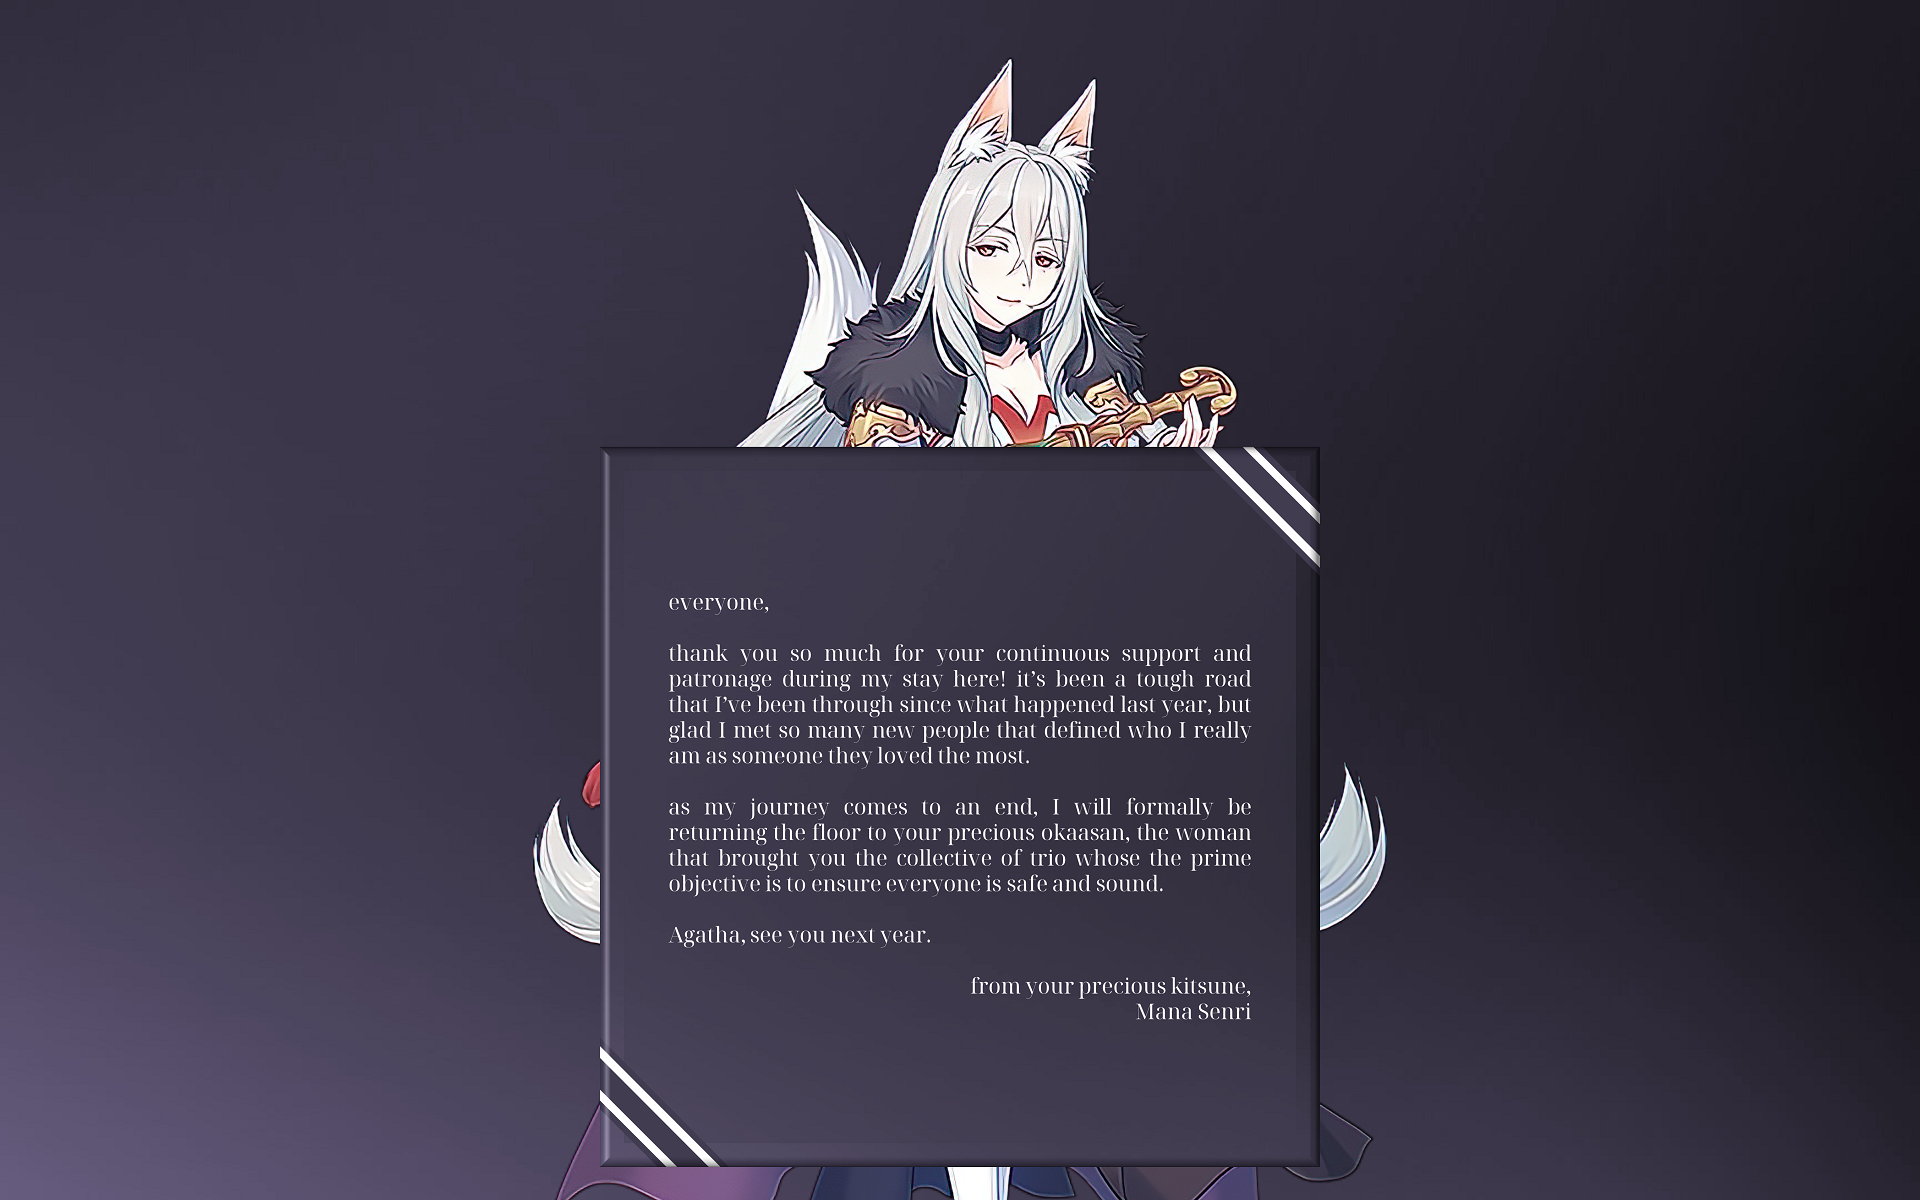 everyone,
thank you so much for your continuous support and
patronage during my stay here! it’s been a tough road
that I’ve been through since what happened last year, but
glad I met so many new people that defined who I really
am as someone they loved the most.
as my journey comes to an end, I will formally be
returning the floor to your precious okaasan, the woman
that brought you the collective of trio whose the prime
objective is to ensure everyone is safe and sound.
Agatha, see you next year.
from your precious kitsune,
Mana Senri